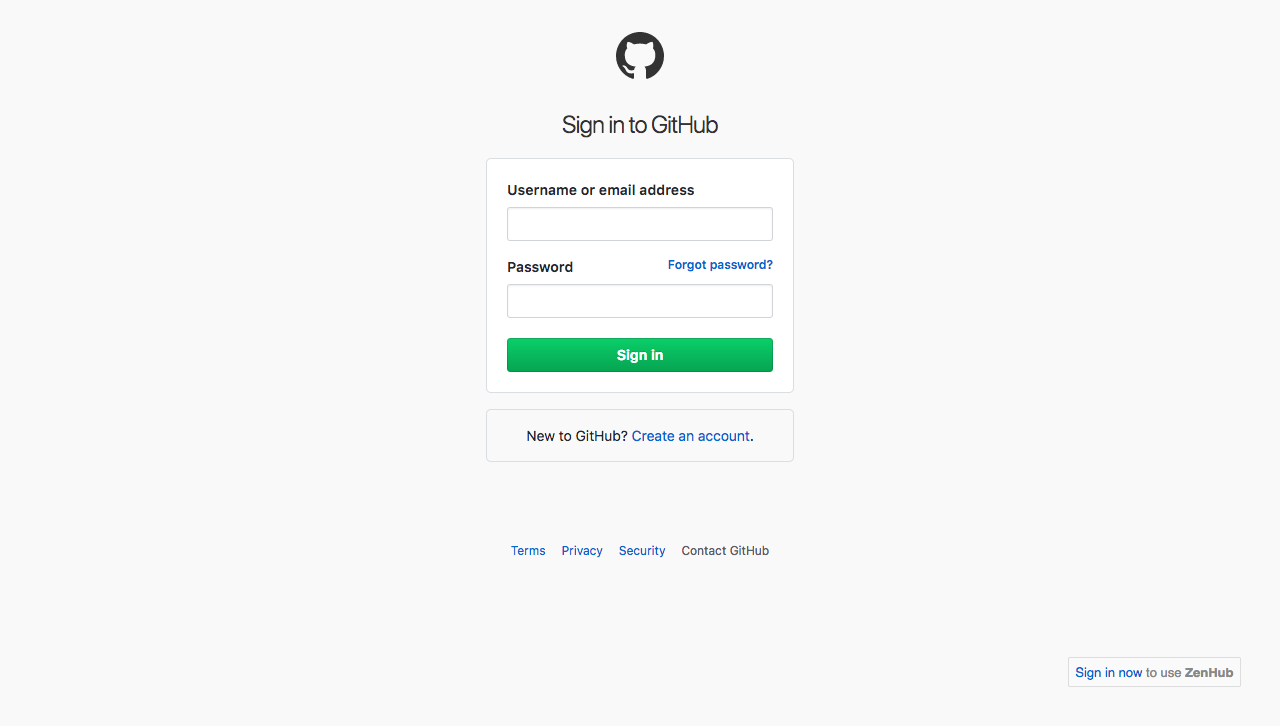 Sign in to GitHub
Username or email address
Password Forgot password?
Sign in
New to GitHub? Create an account.
Terms Privacy Security Contact GitHub
Sign in now to use ZenHub